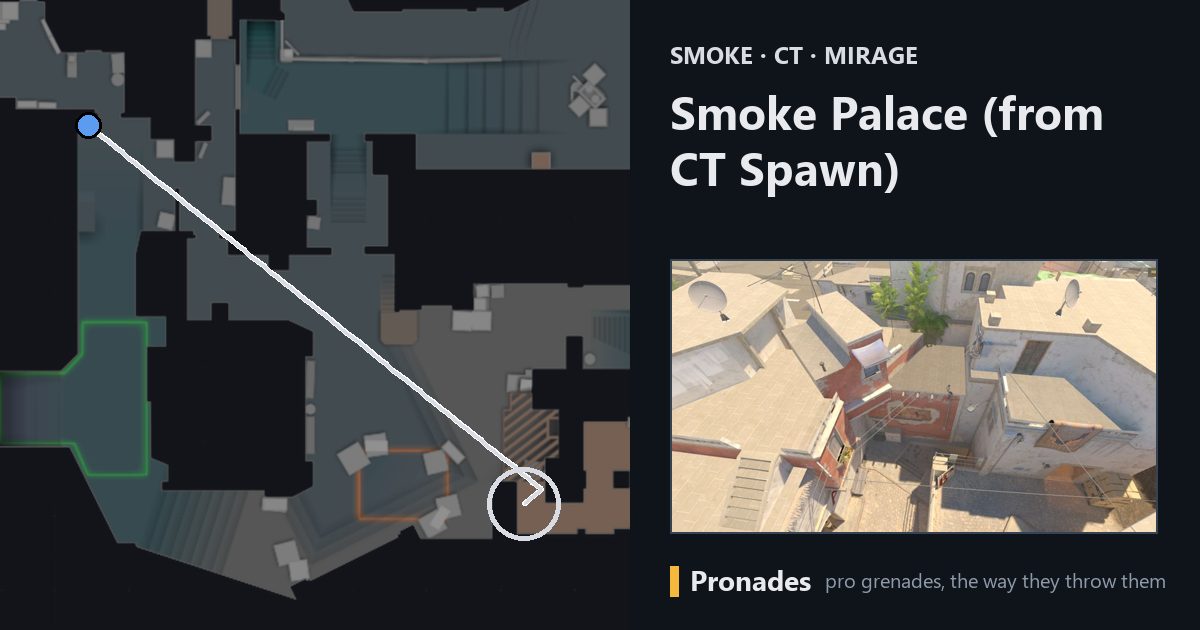 SMOKE · CT · MIRAGE
Smoke Palace (from
CT Spawn)
Pronades pro grenades, the way they throw them